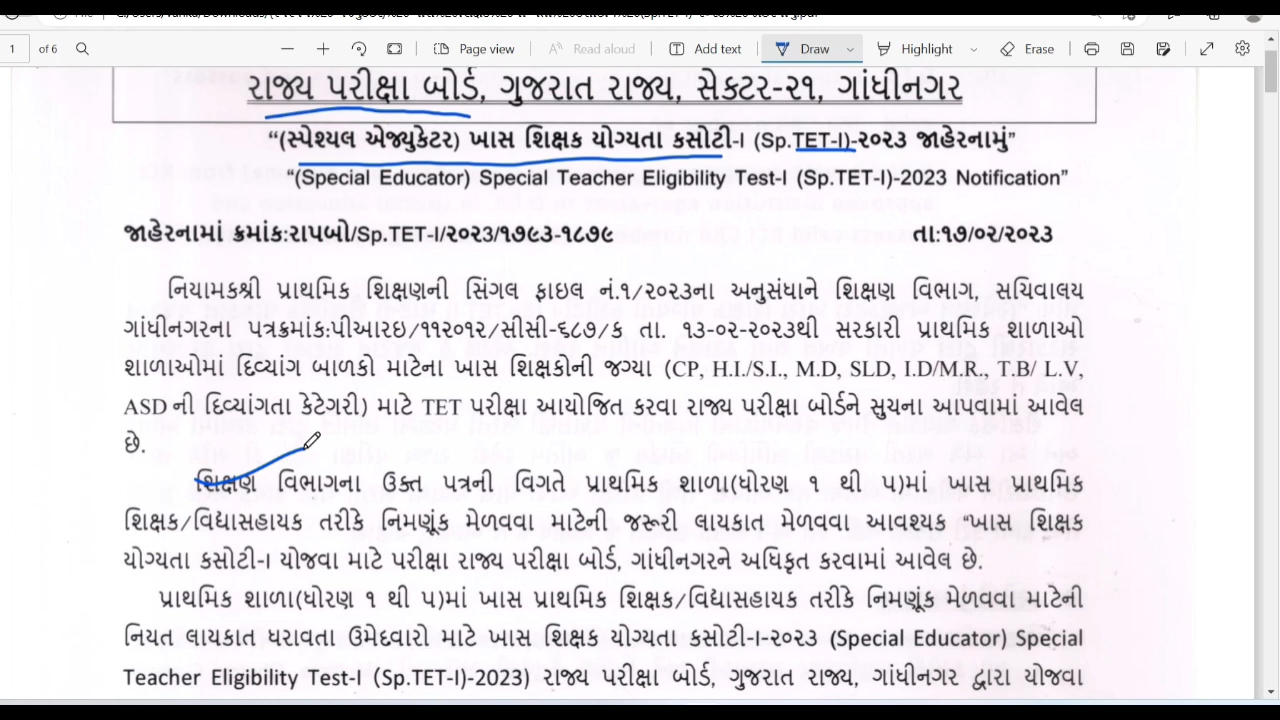 1 of 6 Page view Read aloud Add text Draw Highlight Erase
રાજ્ય પરીક્ષા બોર્ડ, ગુજરાત રાજ્ય, સેક્ટર-૨૧, ગાંધીનગર
“(સ્પેશ્યલ એજ્યુકેટર) ખાસ શિક્ષક યોગ્યતા કસોટી-I (Sp.TET-I)-૨૦૨૩ જાહેરનામું”
“(Special Educator) Special Teacher Eligibility Test-I (Sp.TET-I)-2023 Notification”
જાહેરનામાં ક્રમાંક:રાપબો/Sp.TET-I/૨૦૨૩/૧૭૯૩-૧૮૭૯ તા:૧૭/૦૨/૨૦૨૩
નિયામકશ્રી પ્રાથમિક શિક્ષણની સિંગલ ફાઇલ નં.૧/૨૦૨૩ના અનુસંધાને શિક્ષણ વિભાગ, સચિવાલય
ગાંધીનગરના પત્રક્રમાંક:પીઆરઇ/૧૧૨૦૧૨/સીસી-૬૮૭/ક તા. ૧૩-૦૨-૨૦૨૩થી સરકારી પ્રાથમિક શાળાઓ
શાળાઓમાં દિવ્યાંગ બાળકો માટેના ખાસ શિક્ષકોની જગ્યા (CP, H.I./S.I., M.D, SLD, I.D/M.R., T.B/ L.V,
ASD ની દિવ્યાંગતા કેટેગરી) માટે TET પરીક્ષા આયોજિત કરવા રાજ્ય પરીક્ષા બોર્ડને સુચના આપવામાં આવેલ
છે.
શિક્ષણ વિભાગના ઉક્ત પત્રની વિગતે પ્રાથમિક શાળા(ધોરણ ૧ થી ૫)માં ખાસ પ્રાથમિક
શિક્ષક/વિદ્યાસહાયક તરીકે નિમણૂંક મેળવવા માટેની જરૂરી લાયકાત મેળવવા આવશ્યક “ખાસ શિક્ષક
યોગ્યતા કસોટી-I યોજવા માટે પરીક્ષા રાજ્ય પરીક્ષા બોર્ડ, ગાંધીનગરને અધિકૃત કરવામાં આવેલ છે.
પ્રાથમિક શાળા(ધોરણ ૧ થી ૫)માં ખાસ પ્રાથમિક શિક્ષક/વિદ્યાસહાયક તરીકે નિમણૂંક મેળવવાં માટેની
નિયત લાયકાત ધરાવતા ઉમેદવારો માટે ખાસ શિક્ષક યોગ્યતા કસોટી-I-૨૦૨૩ (Special Educator) Special
Teacher Eligibility Test-I (Sp.TET-I)-2023) રાજ્ય પરીક્ષા બોર્ડ, ગુજરાત રાજ્ય, ગાંધીનગર દ્વારા યોજવા